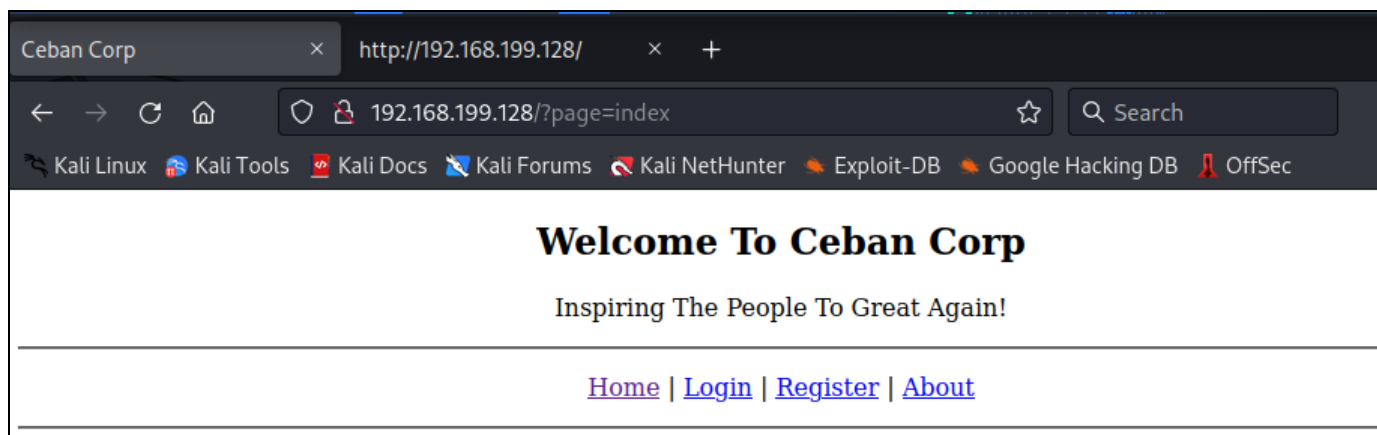 Ceban Corp × http://192.168.199.128/ × +
192.168.199.128/?page=index Search
Kali Linux Kali Tools Kali Docs Kali Forums Kali NetHunter Exploit-DB Google Hacking DB OffSec
Welcome To Ceban Corp
Inspiring The People To Great Again!
Home | Login | Register | About